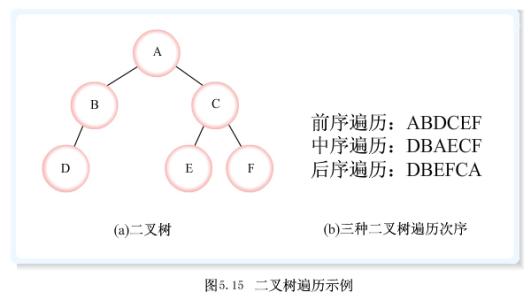 A
B
C
D
E
F
前序遍历：ABDCEF
中序遍历：DBAECF
后序遍历：DBEFCA
(a)二叉树
(b)三种二叉树遍历次序
图5.15 二叉树遍历示例